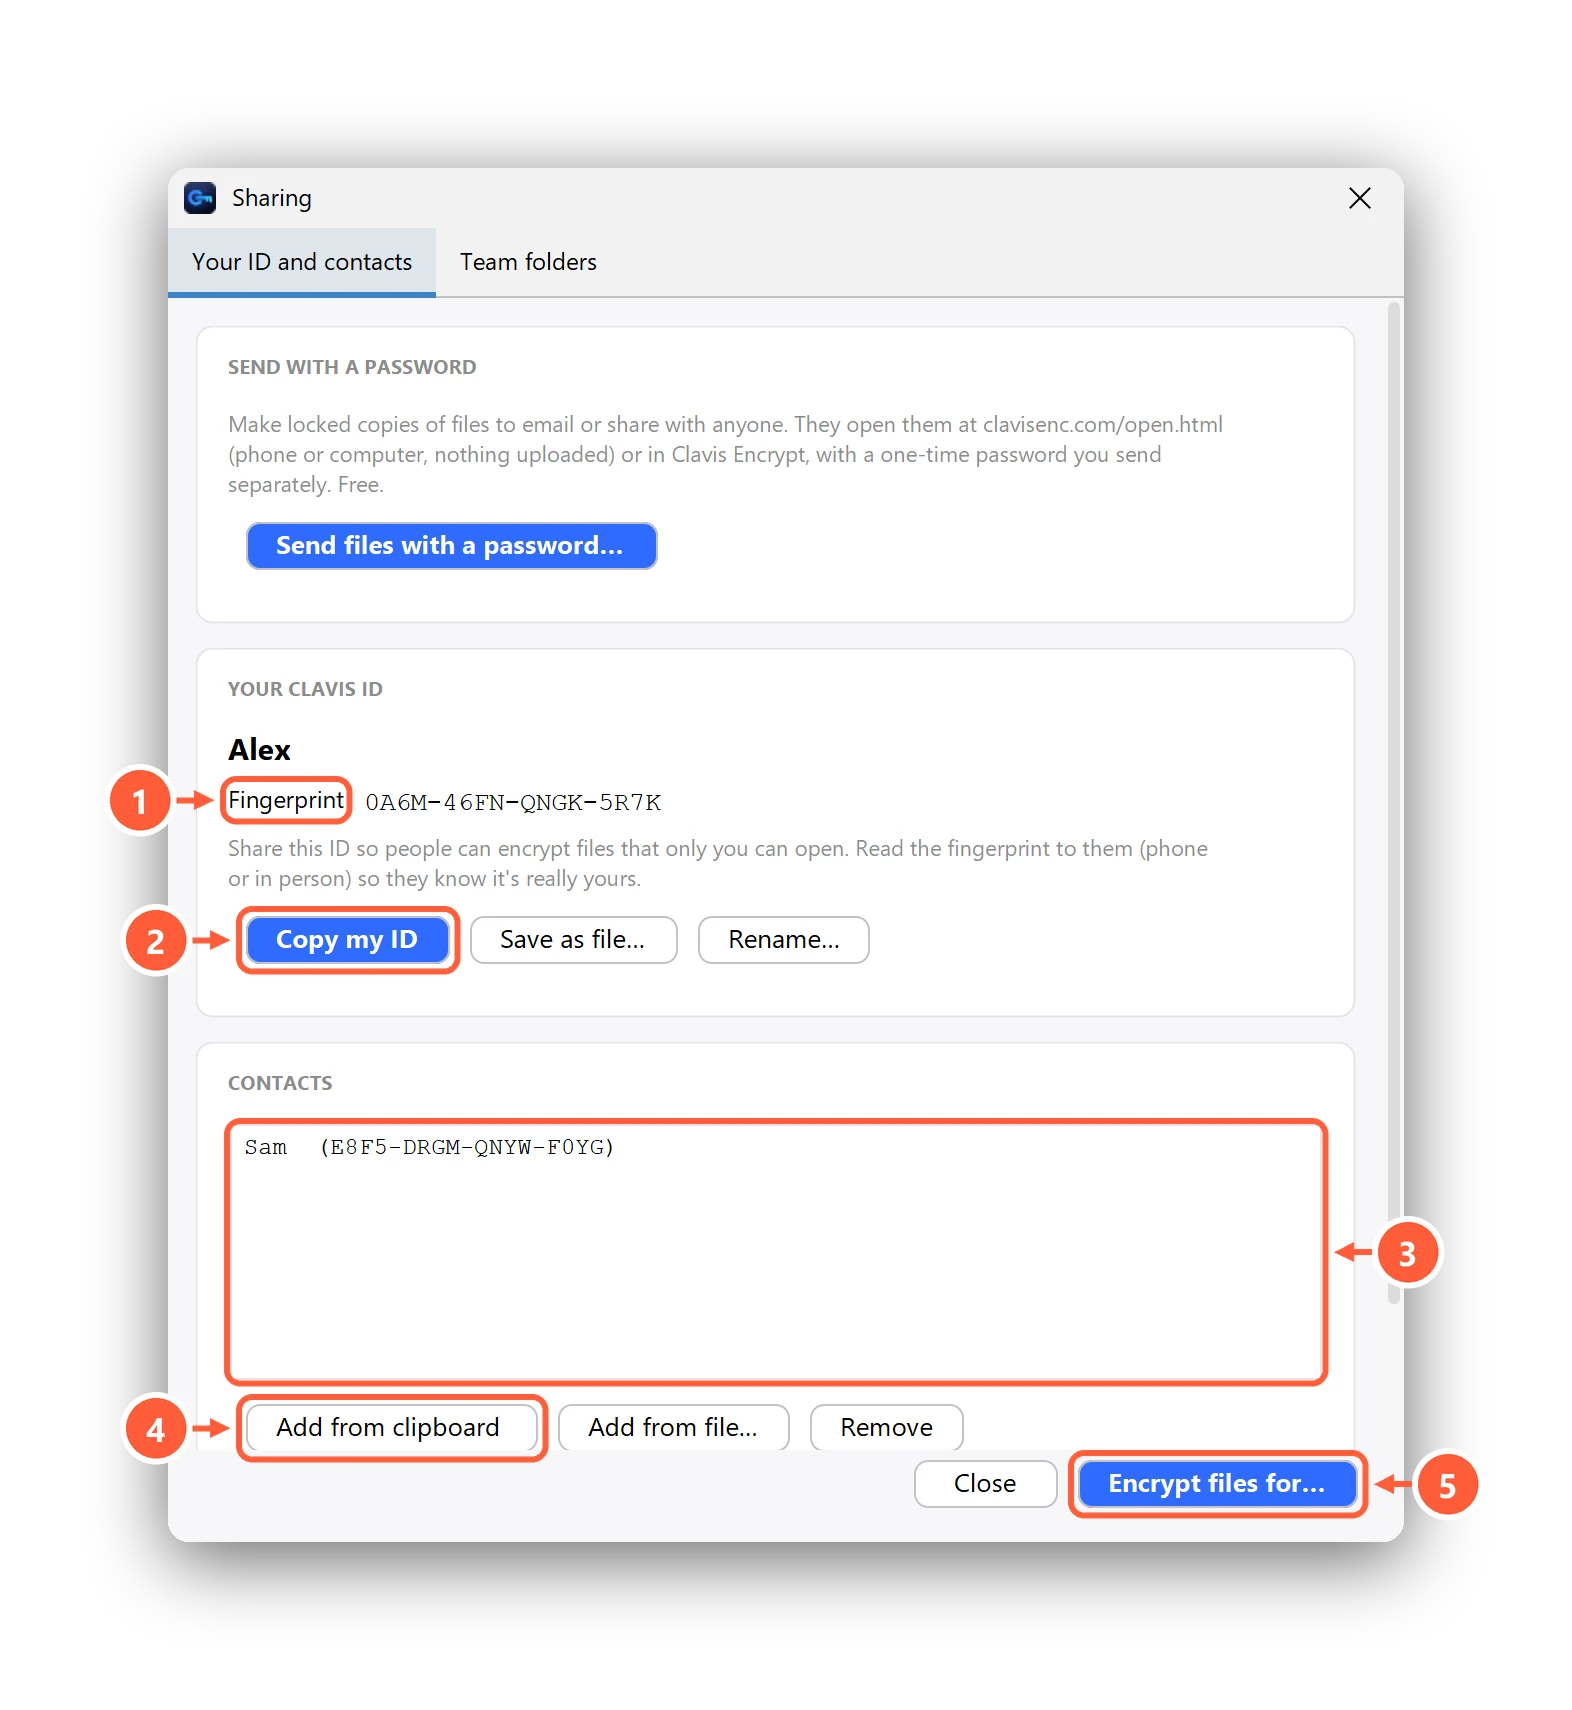 Sharing
Your ID and contacts
Team folders
SEND WITH A PASSWORD
Make locked copies of files to email or share with anyone. They open them at clavisenc.com/open.html
(phone or computer, nothing uploaded) or in Clavis Encrypt, with a one-time password you send
separately. Free.
Send files with a password...
YOUR CLAVIS ID
Alex
1
Fingerprint 0A6M-46FN-QNGK-5R7K
Share this ID so people can encrypt files that only you can open. Read the fingerprint to them (phone
or in person) so they know it's really yours.
2
Copy my ID
Save as file...
Rename...
CONTACTS
Sam (E8F5-DRGM-QNYW-F0YG)
3
4
Add from clipboard
Add from file...
Remove
Close
Encrypt files for...
5